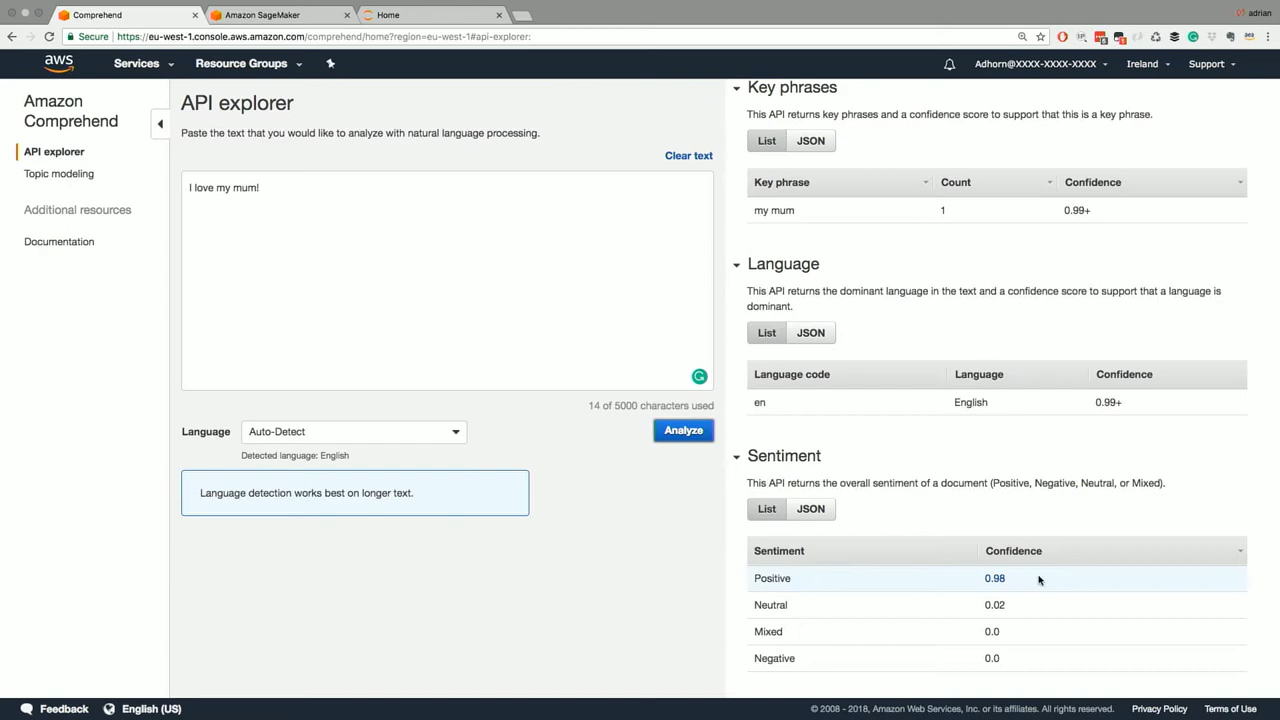 Comprehend
Amazon SageMaker
Home
adrian
Secure
https://eu-west-1.console.aws.amazon.com/comprehend/home?region=eu-west-1#api-explorer:
aws
Services
Resource Groups
Adhorn@XXXX-XXXX-XXXX
Ireland
Support
Amazon
Comprehend
API explorer
Topic modeling
Additional resources
Documentation
API explorer
Paste the text that you would like to analyze with natural language processing.
Clear text
I love my mum!
14 of 5000 characters used
Language
Auto-Detect
Analyze
Detected language: English
Language detection works best on longer text.
Key phrases
This API returns key phrases and a confidence score to support that this is a key phrase.
List JSON
Key phrase Count Confidence
my mum 1 0.99+
Language
This API returns the dominant language in the text and a confidence score to support that a language is
dominant.
List JSON
Language code Language Confidence
en English 0.99+
Sentiment
This API returns the overall sentiment of a document (Positive, Negative, Neutral, or Mixed).
List JSON
Sentiment Confidence
Positive 0.98
Neutral 0.02
Mixed 0.0
Negative 0.0
Feedback
English (US)
© 2008 - 2018, Amazon Web Services, Inc. or its affiliates. All rights reserved.
Privacy Policy
Terms of Use